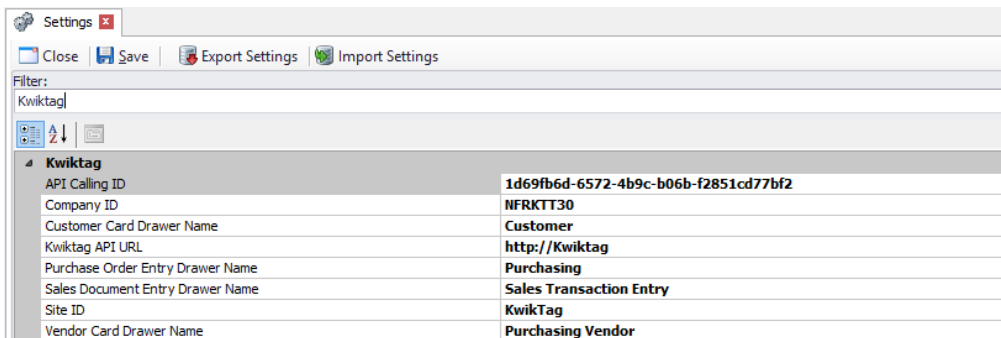 Settings
Close Save Export Settings Import Settings
Filter:
Kwiktag
Kwiktag
API Calling ID 1d69fb6d-6572-4b9c-b06b-f2851cd77bf2
Company ID NFRKTT30
Customer Card Drawer Name Customer
Kwiktag API URL http://Kwiktag
Purchase Order Entry Drawer Name Purchasing
Sales Document Entry Drawer Name Sales Transaction Entry
Site ID KwikTag
Vendor Card Drawer Name Purchasing Vendor